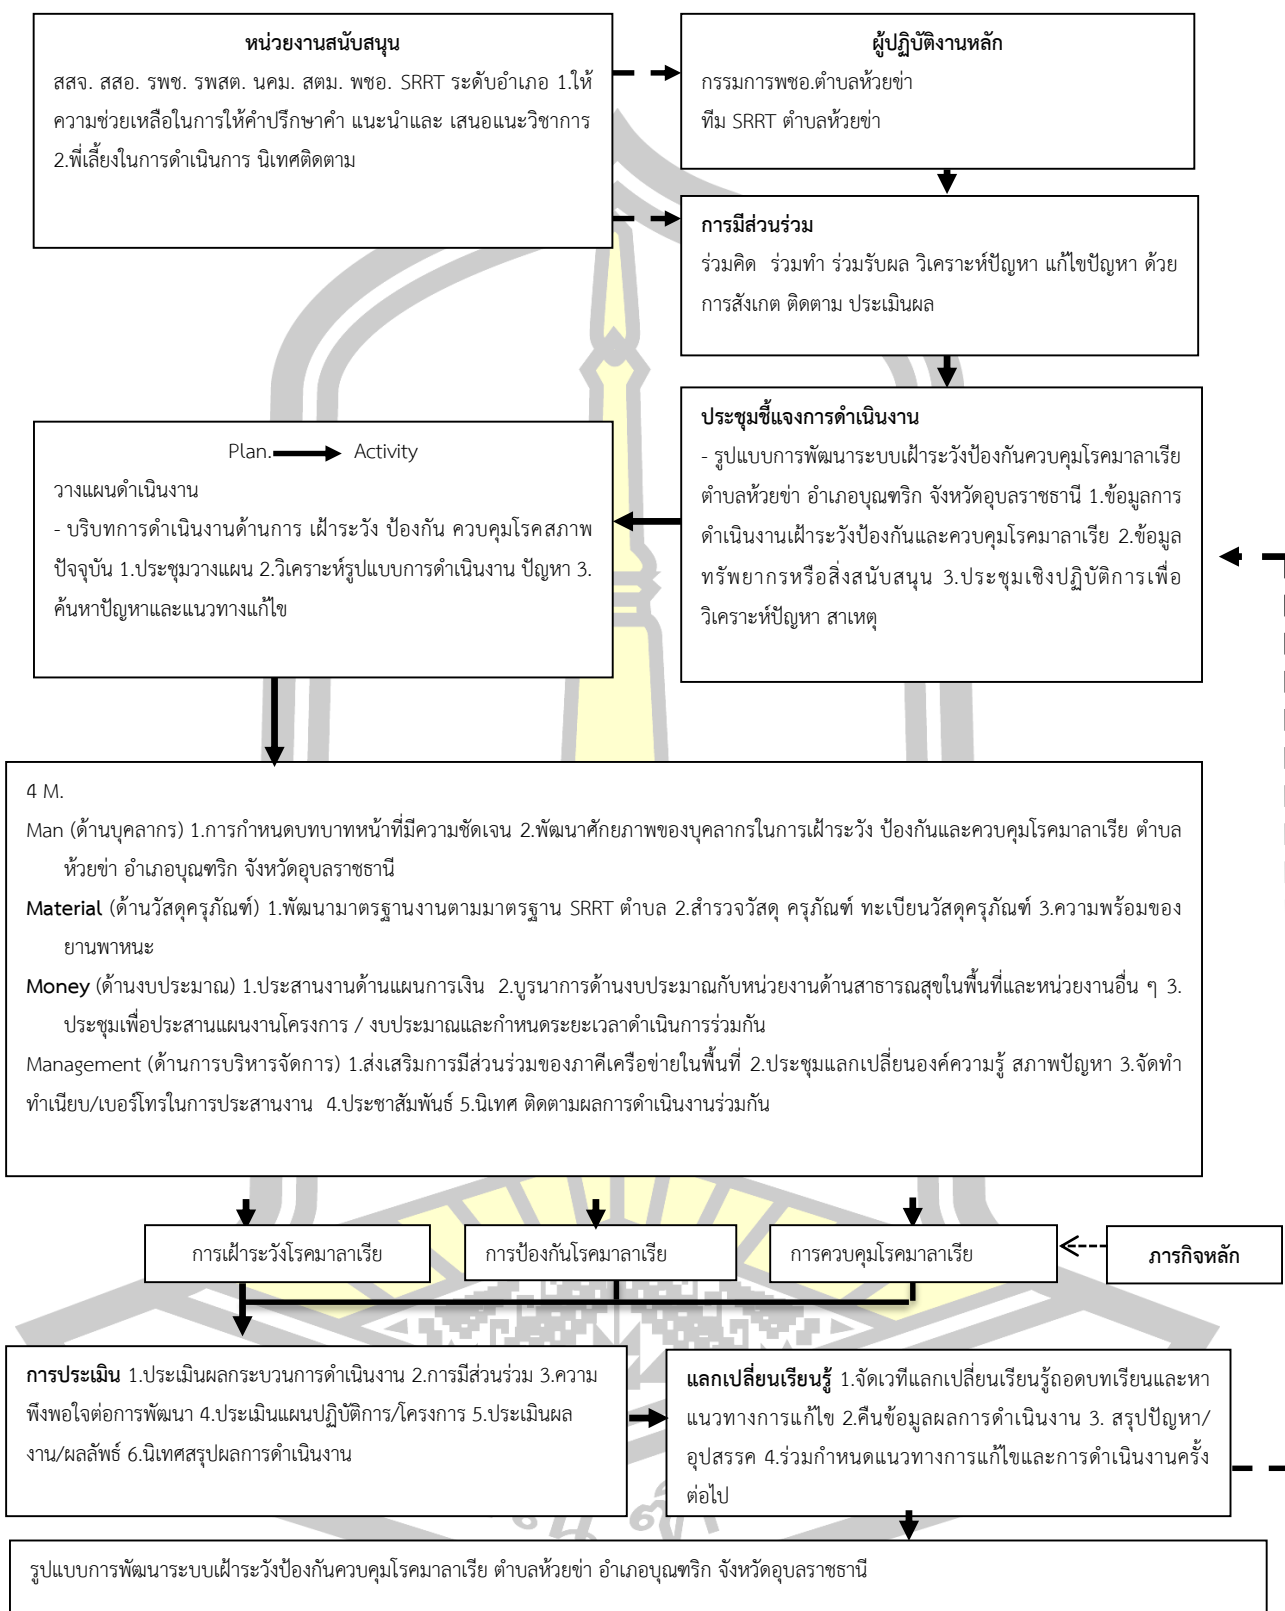 หน่วยงานสนับสนุน
สสจ. สสอ. รพช. รพสต. นคม. สตม. พชอ. SRRT ระดับอำเภอ 1.ให้
ความช่วยเหลือในการให้คำปรึกษาคำ แนะนำและ เสนอแนะวิชาการ
2.พี่เลี้ยงในการดำเนินการ นิเทศติดตาม
ผู้ปฏิบัติงานหลัก
กรรมการพชอ.ตำบลห้วยข่า
ทีม SRRT ตำบลห้วยข่า
การมีส่วนร่วม
ร่วมคิด ร่วมทำ ร่วมรับผล วิเคราะห์ปัญหา แก้ไขปัญหา ด้วย
การสังเกต ติดตาม ประเมินผล
ประชุมชี้แจงการดำเนินงาน
- รูปแบบการพัฒนาระบบเฝ้าระวังป้องกันควบคุมโรคมาลาเรีย
ตำบลห้วยข่า อำเภอบุณฑริก จังหวัดอุบลราชธานี 1.ข้อมูลการ
ดำเนินงานเฝ้าระวังป้องกันและควบคุมโรคมาลาเรีย 2.ข้อมูล
ทรัพยากรหรือสิ่งสนับสนุน 3.ประชุมเชิงปฏิบัติการเพื่อ
วิเคราะห์ปัญหา สาเหตุ
Plan. Activity
วางแผนดำเนินงาน
- บริบทการดำเนินงานด้านการ เฝ้าระวัง ป้องกัน ควบคุมโรคสภาพ
ปัจจุบัน 1.ประชุมวางแผน 2.วิเคราะห์รูปแบบการดำเนินงาน ปัญหา 3.
ค้นหาปัญหาและแนวทางแก้ไข
4 M.
Man (ด้านบุคลากร) 1.การกำหนดบทบาทหน้าที่มีความชัดเจน 2.พัฒนาศักยภาพของบุคลากรในการเฝ้าระวัง ป้องกันและควบคุมโรคมาลาเรีย ตำบล
ห้วยข่า อำเภอบุณฑริก จังหวัดอุบลราชธานี
Material (ด้านวัสดุครุภัณฑ์) 1.พัฒนามาตรฐานงานตามมาตรฐาน SRRT ตำบล 2.สำรวจวัสดุ ครุภัณฑ์ ทะเบียนวัสดุครุภัณฑ์ 3.ความพร้อมของ
ยานพาหนะ
Money (ด้านงบประมาณ) 1.ประสานงานด้านแผนการเงิน 2.บูรนาการด้านงบประมาณกับหน่วยงานด้านสาธารณสุขในพื้นที่และหน่วยงานอื่น ๆ 3.
ประชุมเพื่อประสานแผนงานโครงการ / งบประมาณและกำหนดระยะเวลาดำเนินการร่วมกัน
Management (ด้านการบริหารจัดการ) 1.ส่งเสริมการมีส่วนร่วมของภาคีเครือข่ายในพื้นที่ 2.ประชุมแลกเปลี่ยนองค์ความรู้ สภาพปัญหา 3.จัดทำ
ทำเนียบ/เบอร์โทรในการประสานงาน 4.ประชาสัมพันธ์ 5.นิเทศ ติดตามผลการดำเนินงานร่วมกัน
การเฝ้าระวังโรคมาลาเรีย
การป้องกันโรคมาลาเรีย
การควบคุมโรคมาลาเรีย
ภารกิจหลัก
การประเมิน 1.ประเมินผลกระบวนการดำเนินงาน 2.การมีส่วนร่วม 3.ความ
พึงพอใจต่อการพัฒนา 4.ประเมินแผนปฏิบัติการ/โครงการ 5.ประเมินผล
งาน/ผลลัพธ์ 6.นิเทศสรุปผลการดำเนินงาน
แลกเปลี่ยนเรียนรู้ 1.จัดเวทีแลกเปลี่ยนเรียนรู้ถอดบทเรียนและหา
แนวทางการแก้ไข 2.คืนข้อมูลผลการดำเนินงาน 3. สรุปปัญหา/
อุปสรรค 4.ร่วมกำหนดแนวทางการแก้ไขและการดำเนินงานครั้ง
ต่อไป
รูปแบบการพัฒนาระบบเฝ้าระวังป้องกันควบคุมโรคมาลาเรีย ตำบลห้วยข่า อำเภอบุณฑริก จังหวัดอุบลราชธานี